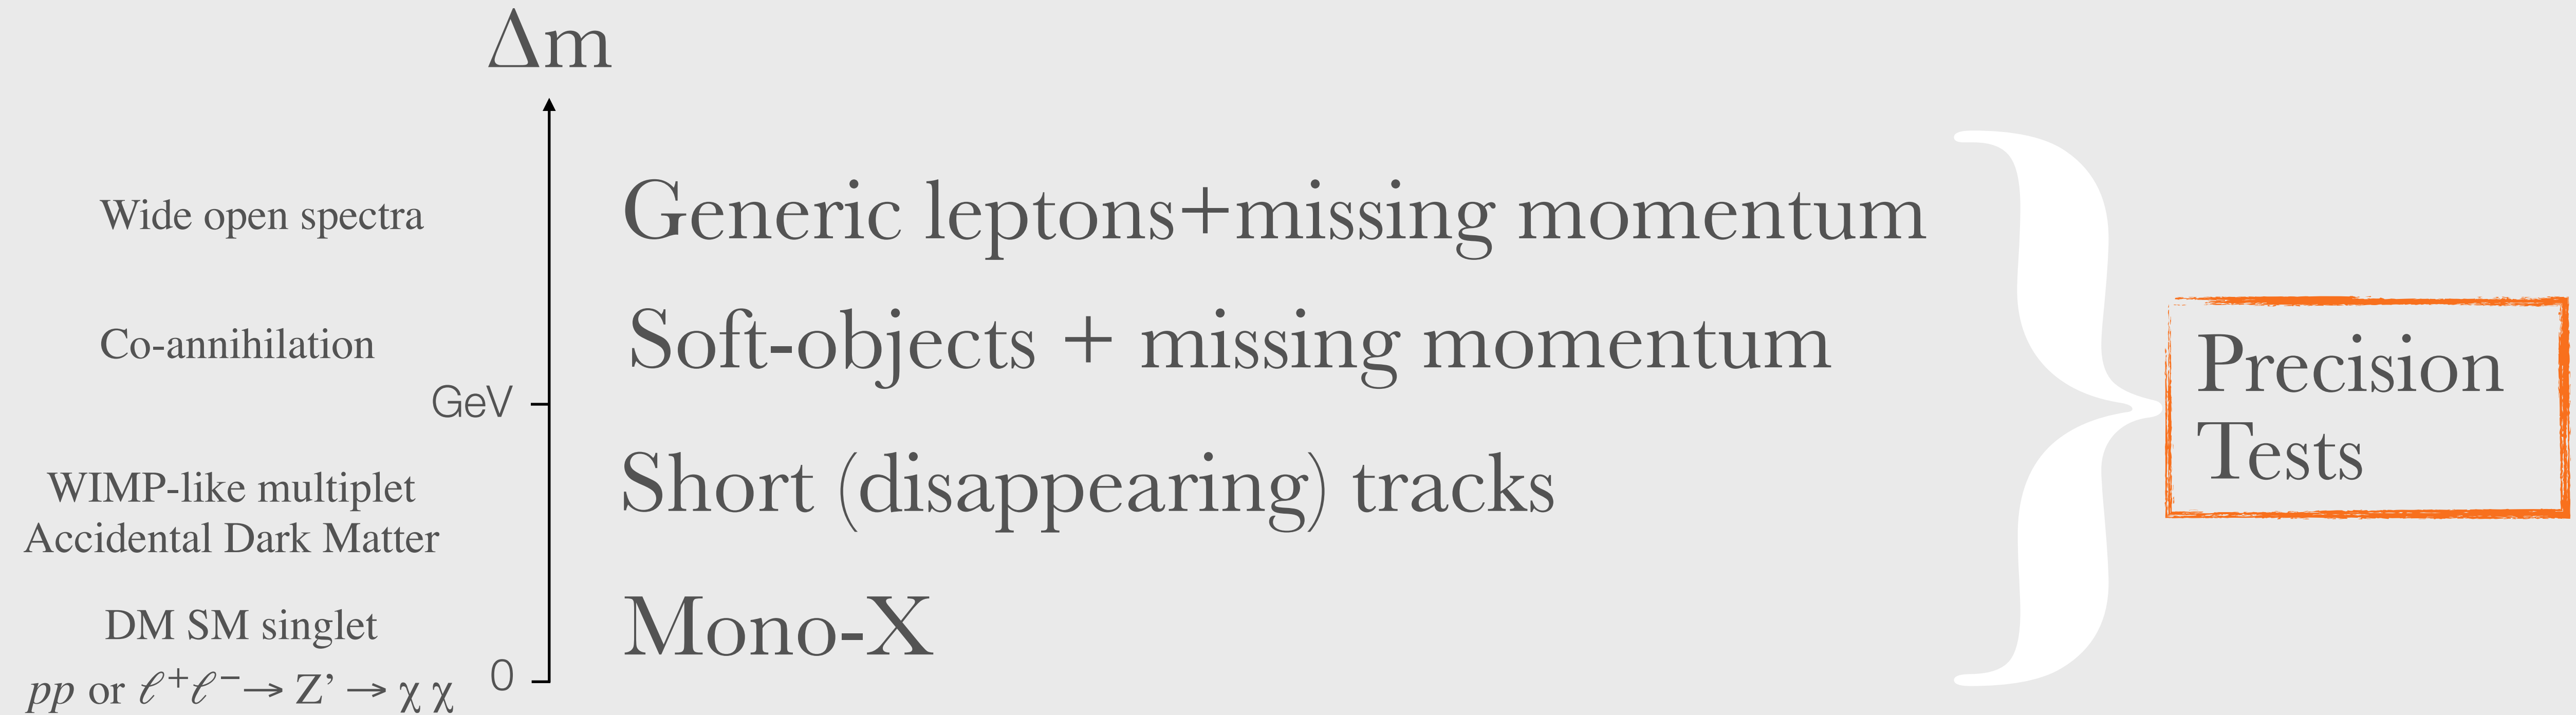 Δm
Wide open spectra
Generic leptons+missing momentum
Co-annihilation
Soft-objects + missing momentum
GeV
WIMP-like multiplet
Accidental Dark Matter
Short (disappearing) tracks
DM SM singlet
Mono-X
pp or ℓ⁺ℓ⁻→ Z’ → χ χ
0
Precision
Tests